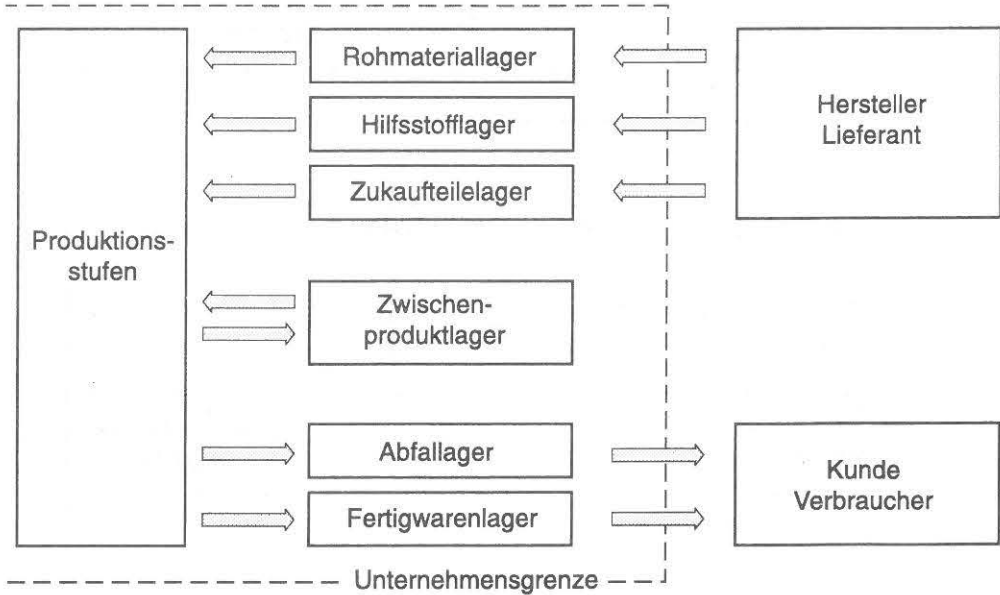 Rohmateriallager
Hilfsstofflager
Zukaufteilelager
Hersteller
Lieferant
Produktions-
stufen
Zwischen-
produktlager
Abfallager
Fertigwarenlager
Kunde
Verbraucher
Unternehmensgrenze